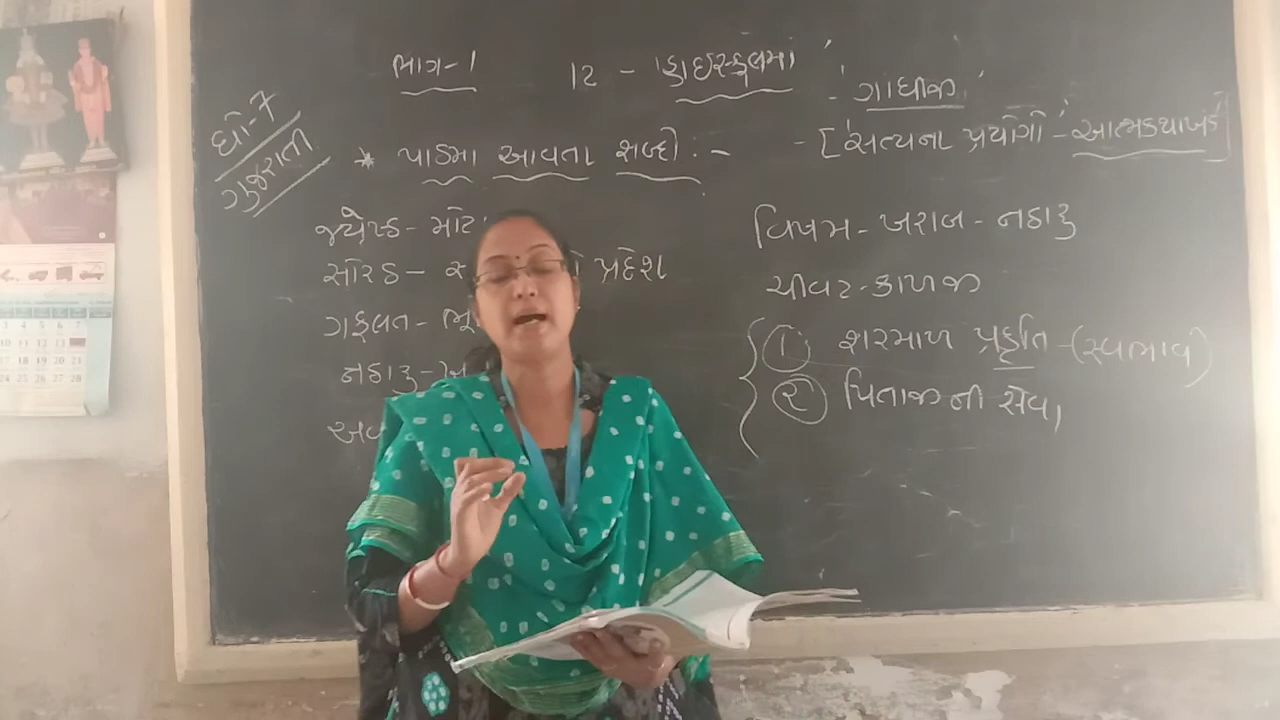 ભાગ-1
12 - 'હાઈસ્કૂલમાં'
- 'ગાંધીજી'
ધો-7
ગુજરાતી
* પાઠમાં આવતા શબ્દો :-
- ['સત્યના પ્રયોગો' - આત્મકથાખંડ]
જ્યેષ્ઠ - મોટા
સોરઠ - પ્રદેશ
ગફલત - ભૂ
નઠારુ - ખ
વિષમ - ખરાબ - નઠારુ
ચીવટ - કાળજી
① શરમાળ પ્રકૃતિ - (સ્વભાવ)
② પિતાજીની સેવા